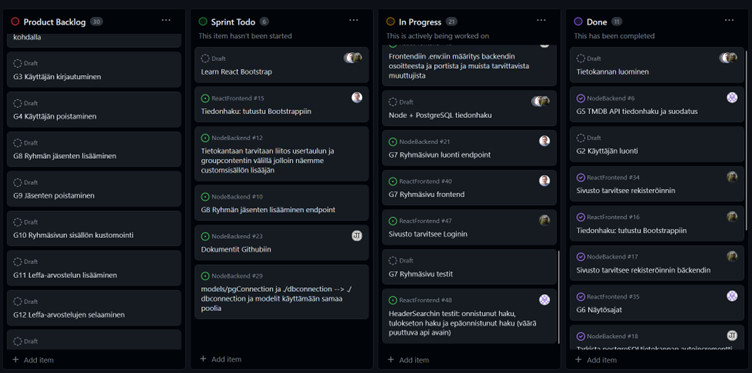 Product Backlog 30
kohdalla
Draft
G3 Käyttäjän kirjautuminen
Draft
G4 Käyttäjän poistaminen
Draft
G8 Ryhmän jäsenten lisääminen
Draft
G9 Jäsenten poistaminen
Draft
G10 Ryhmäsivun sisällön kustomointi
Draft
G11 Leffa-arvostelun lisääminen
Draft
G12 Leffa-arvostelujen selaaminen
Draft
+ Add item
Sprint Todo 6
This item hasn't been started
Draft
Learn React Bootstrap
ReactFrontend #15
Tiedonhaku: tutustu Bootstrappiin
NodeBackend #12
Tietokantaan tarvitaan liitos usertaulun ja
groupcontentin välillä jolloin näemme
customsisällön lisääjän
NodeBackend #10
G8 Ryhmän jäsenten lisääminen endpoint
NodeBackend #23
Dokumentit Githubiin
NodeBackend #29
models/pgConnection ja ./dbconnection --> ./
dbconnection ja modelit käyttämään samaa
poolia
+ Add item
In Progress 21
This is actively being worked on
Frontendiin .env:iin määritys backendin
osoitteesta ja portista ja muista tarvittavista
muuttujista
Draft
Node + PostgreSQL tiedonhaku
NodeBackend #21
G7 Ryhmäsivun luonti endpoint
ReactFrontend #40
G7 Ryhmäsivu frontend
ReactFrontend #47
Sivusto tarvitsee Loginin
Draft
G7 Ryhmäsivu testit
ReactFrontend #48
HeaderSearchin testit: onnistunut haku,
tulokseton haku ja epäonnistunut haku (väärä
puuttuva api avain)
+ Add item
Done 11
This has been completed
Draft
Tietokannan luominen
NodeBackend #6
G5 TMDB API tiedonhaku ja suodatus
Draft
G2 Käyttäjän luonti
ReactFrontend #34
Sivusto tarvitsee rekisteröinnin
ReactFrontend #16
Tiedonhaku: tutustu Bootstrappiin
NodeBackend #17
Sivusto tarvitsee rekisteröinnin bäckendin
ReactFrontend #35
G6 Näytösajat
NodeBackend #18
+ Add item